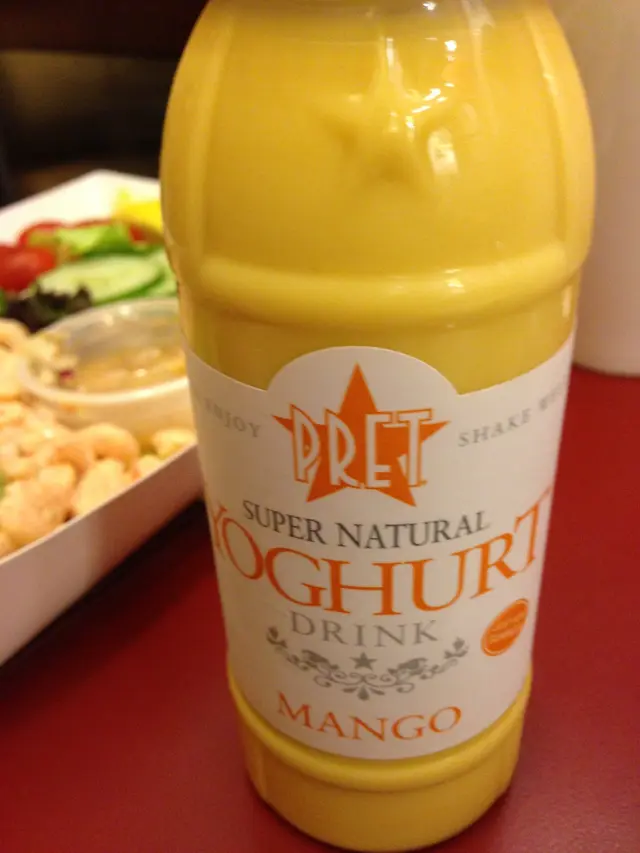 ENJOY
PRET
SHAKE
SUPER NATURAL
YOGHURT
DRINK
MANGO